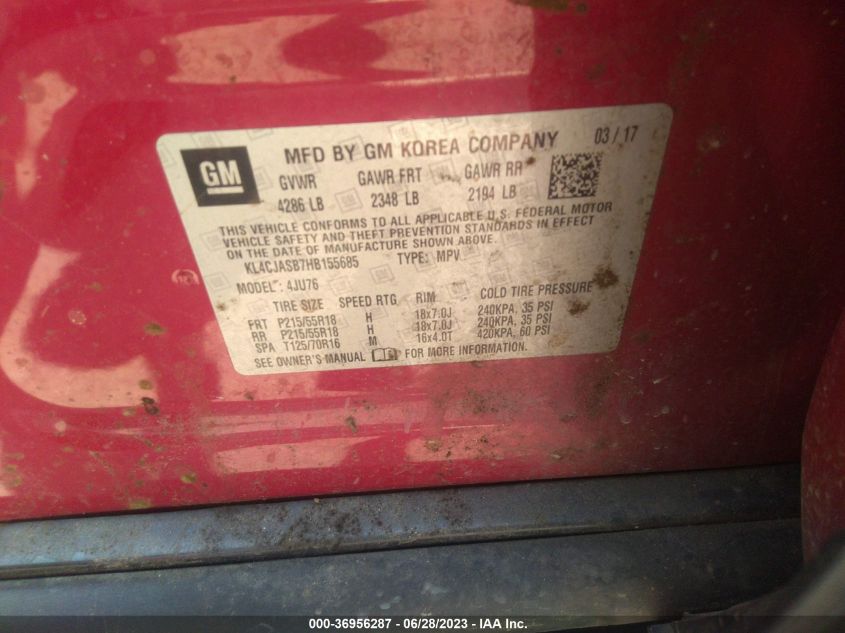 GM
MFD BY GM KOREA COMPANY 03 / 17
GVWR GAWR FRT GAWR RR
4286 LB 2348 LB 2194 LB
THIS VEHICLE CONFORMS TO ALL APPLICABLE U.S. FEDERAL MOTOR
VEHICLE SAFETY AND THEFT PREVENTION STANDARDS IN EFFECT
ON THE DATE OF MANUFACTURE SHOWN ABOVE.
KL4CJASB7HB155685 TYPE: MPV
MODEL: 4JU76
TIRE SIZE SPEED RTG RIM COLD TIRE PRESSURE
FRT P215/55R18 H 18x7.0J 240KPA, 35 PSI
RR P215/55R18 H 18x7.0J 240KPA, 35 PSI
SPA T125/70R16 M 16x4.0T 420KPA, 60 PSI
SEE OWNER'S MANUAL FOR MORE INFORMATION.
000-36956287 - 06/28/2023 - IAA Inc.